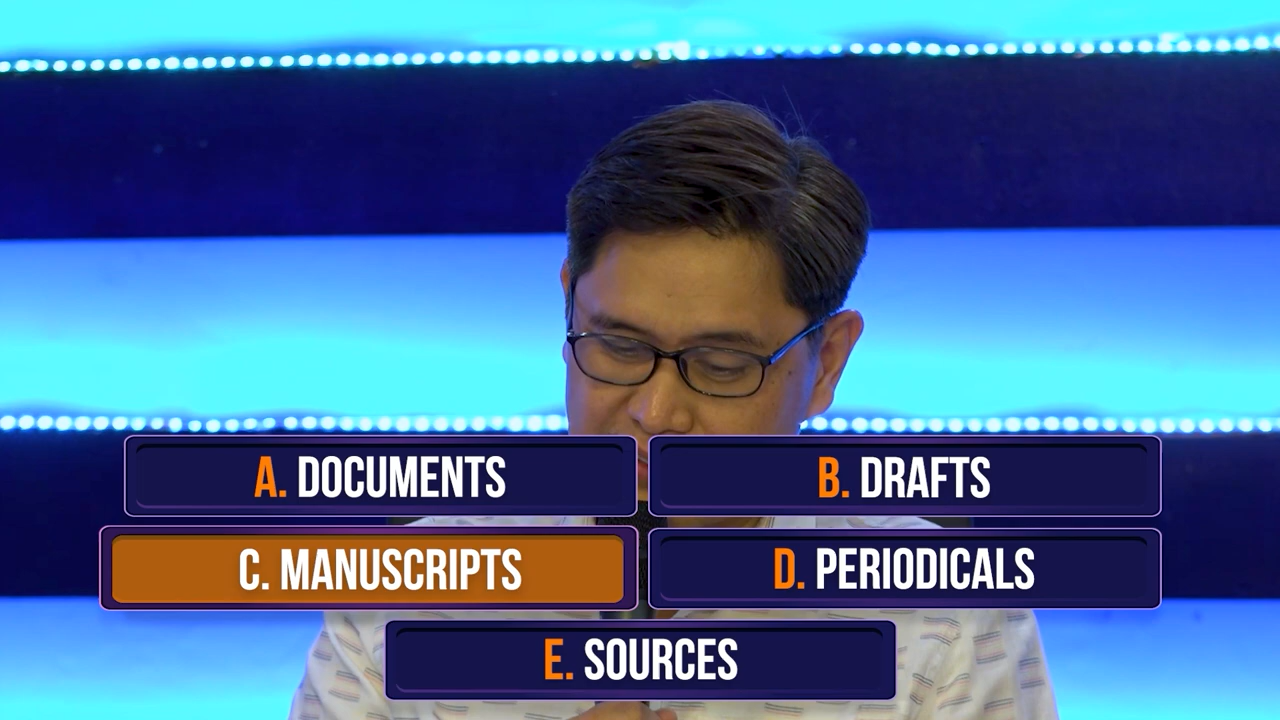 A. DOCUMENTS
B. DRAFTS
C. MANUSCRIPTS
D. PERIODICALS
E. SOURCES